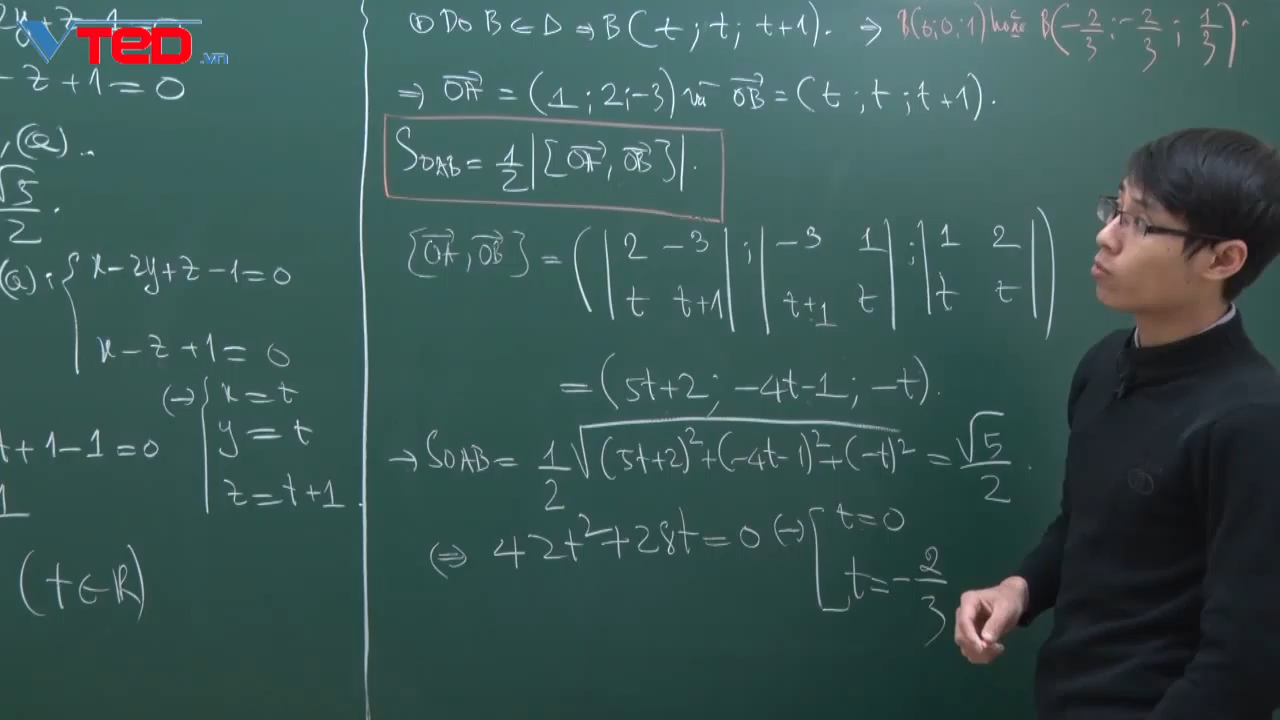 VTED.vn
- z + 1 = 0
, (Q).
√5/2.
(Q): { x - 2y + z - 1 = 0
x - z + 1 = 0
(→) { x = t
t + 1 - 1 = 0
y = t
z = t + 1.
1
(t ∈ R)
Do B ∈ D ⇒ B(t; t; t+1). → B(0; 0; 1) hoặc B(-2/3; -2/3; 1/3).
⇒ OA = (1; 2; -3) và OB = (t; t; t+1).
SOAB = 1/2 |[OA, OB]|.
[OA, OB] = ( | 2 -3 | ; | -3 1 | ; | 1 2 | )
| t t+1 | | t+1 t | | t t |
= (5t+2; -4t-1; -t).
→ SOAB = 1/2 √(5t+2)² + (-4t-1)² + (-t)² = √5/2.
(⇒) 42t² + 28t = 0 (→) [ t = 0
t = -2/3